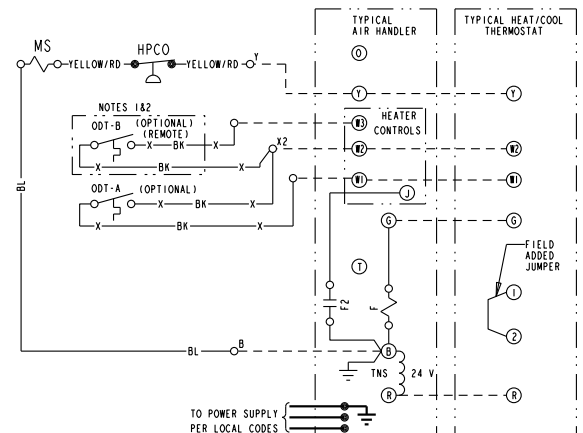 TYPICAL
AIR HANDLER
TYPICAL HEAT/COOL
THERMOSTAT
MS
HPCO
O
YELLOW/RD
YELLOW/RD
Y
Y
Y
NOTES 1&2
ODT-B
(OPTIONAL)
(REMOTE)
W3
HEATER
CONTROLS
X
BK
X
X2
W2
W2
X
BK
X
ODT-A
(OPTIONAL)
W1
W1
BL
X
BK
X
J
X
BK
X
G
G
FIELD
ADDED
JUMPER
T
1
F2
F
2
BL
B
B
TNS
24 V
R
R
TO POWER SUPPLY
PER LOCAL CODES